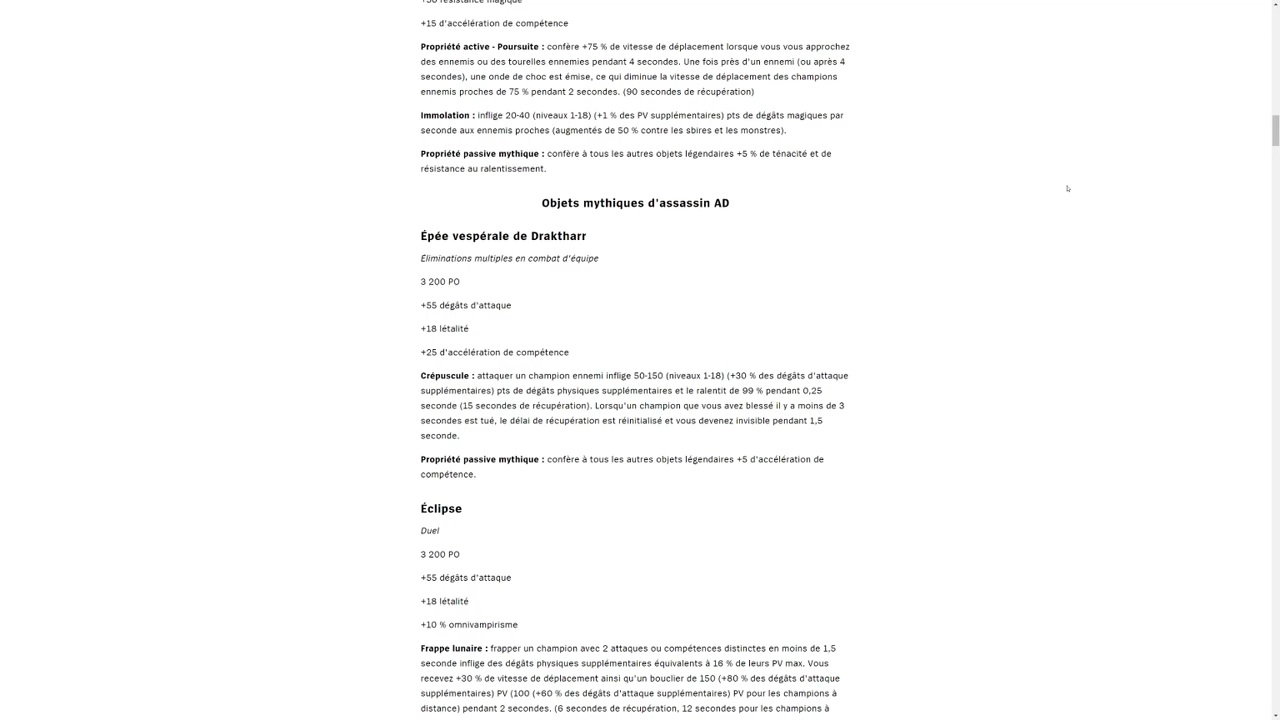 +50 résistance magique
+15 d'accélération de compétence
Propriété active - Poursuite : confère +75 % de vitesse de déplacement lorsque vous vous approchez
des ennemis ou des tourelles ennemies pendant 4 secondes. Une fois près d'un ennemi (ou après 4
secondes), une onde de choc est émise, ce qui diminue la vitesse de déplacement des champions
ennemis proches de 75 % pendant 2 secondes. (90 secondes de récupération)
Immolation : inflige 20-40 (niveaux 1-18) (+1 % des PV supplémentaires) pts de dégâts magiques par
seconde aux ennemis proches (augmentés de 50 % contre les sbires et les monstres).
Propriété passive mythique : confère à tous les autres objets légendaires +5 % de ténacité et de
résistance au ralentissement.
Objets mythiques d'assassin AD
Épée vespérale de Draktharr
Éliminations multiples en combat d'équipe
3 200 PO
+55 dégâts d'attaque
+18 létalité
+25 d'accélération de compétence
Crépuscule : attaquer un champion ennemi inflige 50-150 (niveaux 1-18) (+30 % des dégâts d'attaque
supplémentaires) pts de dégâts physiques supplémentaires et le ralentit de 99 % pendant 0,25
seconde (15 secondes de récupération). Lorsqu'un champion que vous avez blessé il y a moins de 3
secondes est tué, le délai de récupération est réinitialisé et vous devenez invisible pendant 1,5
seconde.
Propriété passive mythique : confère à tous les autres objets légendaires +5 d'accélération de
compétence.
Éclipse
Duel
3 200 PO
+55 dégâts d'attaque
+18 létalité
+10 % omnivampirisme
Frappe lunaire : frapper un champion avec 2 attaques ou compétences distinctes en moins de 1,5
seconde inflige des dégâts physiques supplémentaires équivalents à 16 % de leurs PV max. Vous
recevez +30 % de vitesse de déplacement ainsi qu'un bouclier de 150 (+80 % des dégâts d'attaque
supplémentaires) PV (100 (+60 % des dégâts d'attaque supplémentaires) PV pour les champions à
distance) pendant 2 secondes. (6 secondes de récupération, 12 secondes pour les champions à